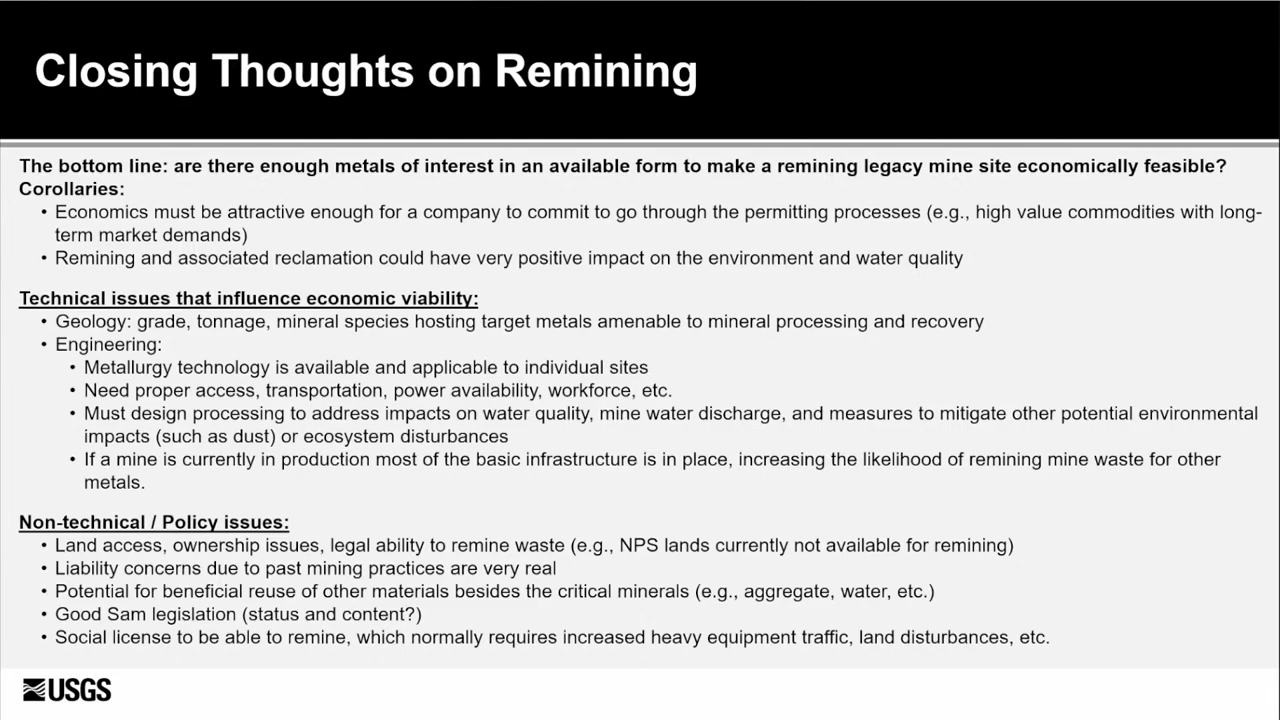 Closing Thoughts on Remining
The bottom line: are there enough metals of interest in an available form to make a remining legacy mine site economically feasible?
Corollaries:
• Economics must be attractive enough for a company to commit to go through the permitting processes (e.g., high value commodities with long-
term market demands)
• Remining and associated reclamation could have very positive impact on the environment and water quality
Technical issues that influence economic viability:
• Geology: grade, tonnage, mineral species hosting target metals amenable to mineral processing and recovery
• Engineering:
• Metallurgy technology is available and applicable to individual sites
• Need proper access, transportation, power availability, workforce, etc.
• Must design processing to address impacts on water quality, mine water discharge, and measures to mitigate other potential environmental
impacts (such as dust) or ecosystem disturbances
• If a mine is currently in production most of the basic infrastructure is in place, increasing the likelihood of remining mine waste for other
metals.
Non-technical / Policy issues:
• Land access, ownership issues, legal ability to remine waste (e.g., NPS lands currently not available for remining)
• Liability concerns due to past mining practices are very real
• Potential for beneficial reuse of other materials besides the critical minerals (e.g., aggregate, water, etc.)
• Good Sam legislation (status and content?)
• Social license to be able to remine, which normally requires increased heavy equipment traffic, land disturbances, etc.
USGS